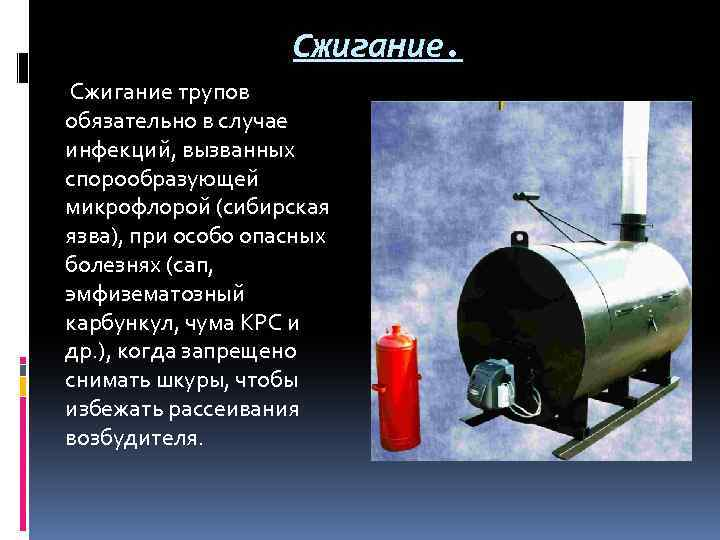 Сжигание.
Сжигание трупов
обязательно в случае
инфекций, вызванных
спорообразующей
микрофлорой (сибирская
язва), при особо опасных
болезнях (сап,
эмфизематозный
карбункул, чума КРС и
др. ), когда запрещено
снимать шкуры, чтобы
избежать рассеивания
возбудителя.